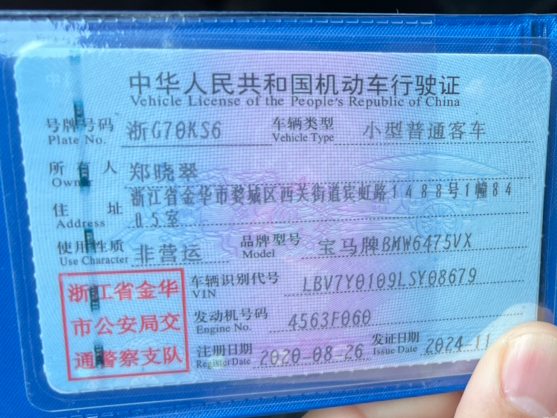 中华人民共和国机动车行驶证
Vehicle License of the People's Republic of China
号牌号码 浙G70KS6 车辆类型 小型普通客车
Plate No. Vehicle Type
所有人 郑晓翠
Owner
住址 浙江省金华市婺城区西关街道宾虹路1488号1幢84
Address 05室
使用性质 非营运 品牌型号 宝马牌BMW6475VX
Use Character Model
浙江省金华 车辆识别代号 LBV7Y0109LSY08679
VIN
市公安局交 发动机号码 4563F060
Engine No.
通警察支队 注册日期 2020-08-26 发证日期 2024-11
Register Date Issue Date